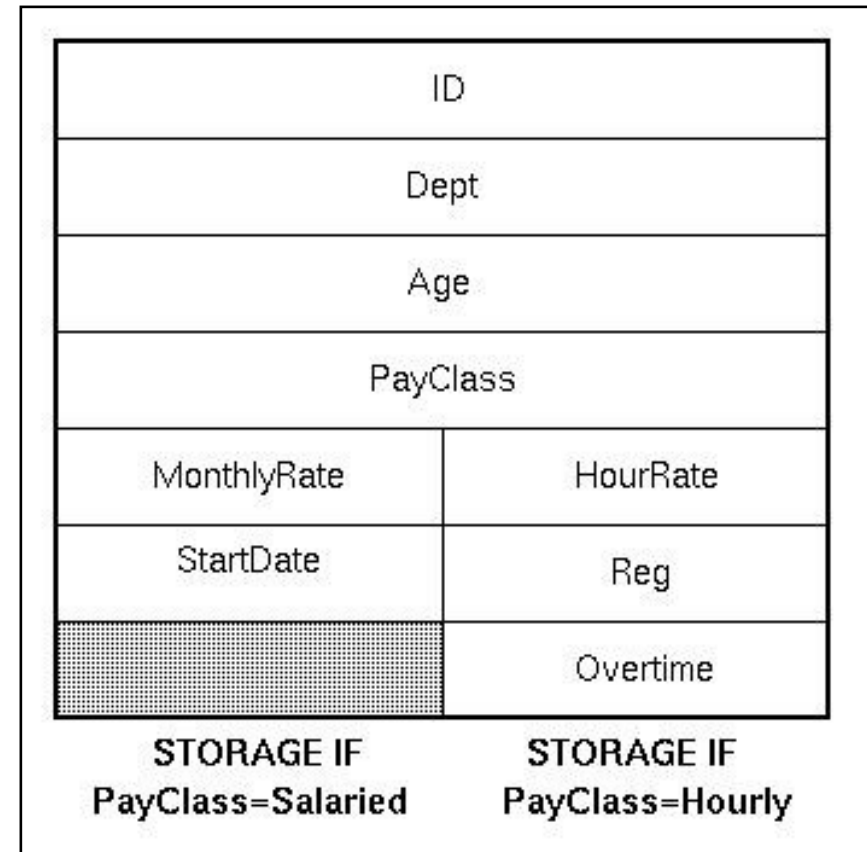 ID
Dept
Age
PayClass
MonthlyRate
HourRate
StartDate
Reg
Overtime
STORAGE IF
PayClass=Salaried
STORAGE IF
PayClass=Hourly